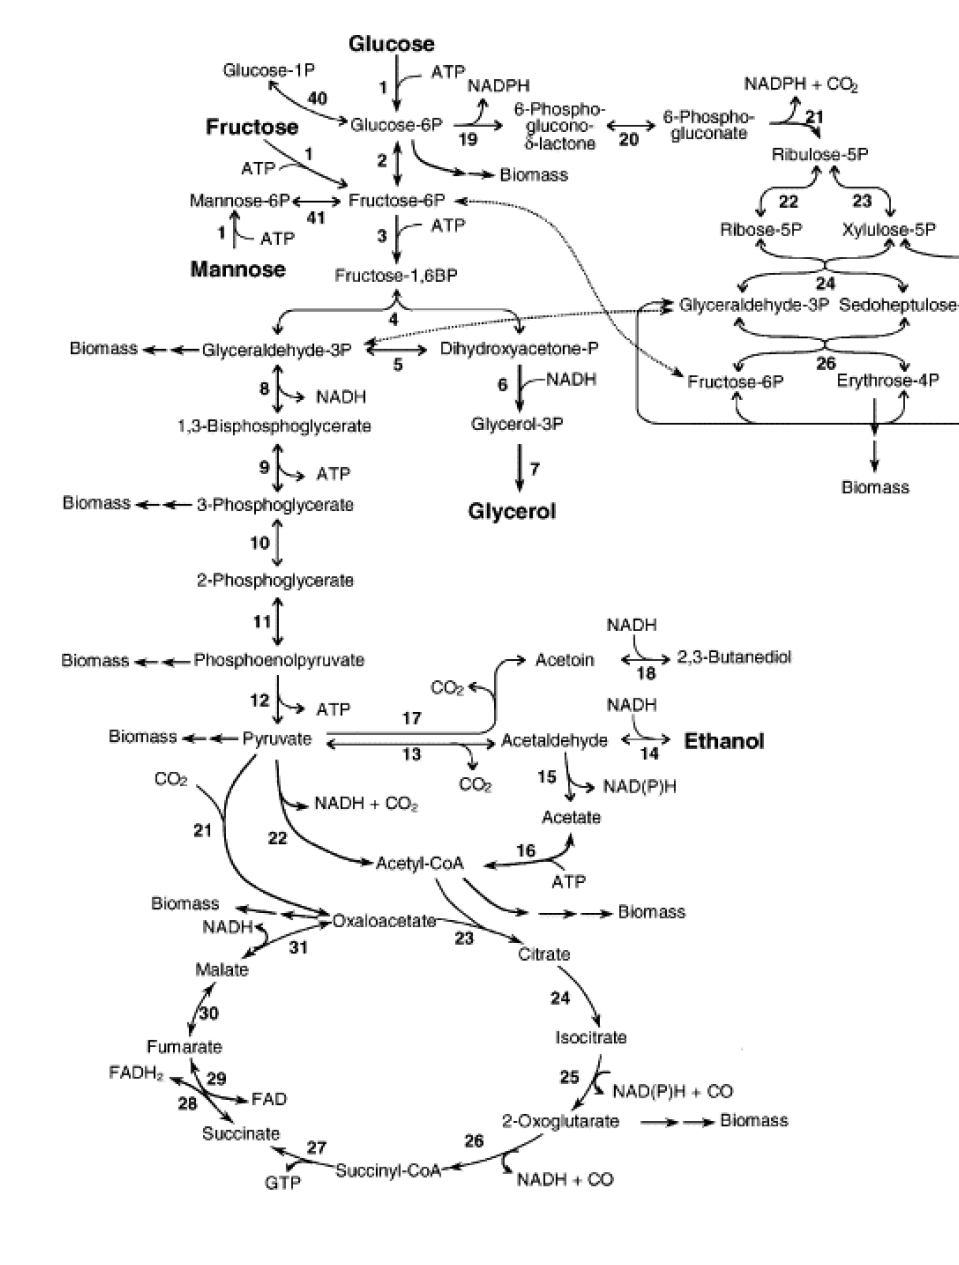 Glucose
Glucose-1P
ATP
1
NADPH
NADPH + CO2
40
6-Phospho-
glucono-
δ-lactone
6-Phospho-
gluconate
21
Fructose
Glucose-6P
19
20
1
2
Ribulose-5P
ATP
Biomass
22
23
Mannose-6P
41
Fructose-6P
1
ATP
3
ATP
Ribose-5P
Xylulose-5P
Mannose
Fructose-1,6BP
24
4
Glyceraldehyde-3P
Sedoheptulose-
Biomass
Glyceraldehyde-3P
5
Dihydroxyacetone-P
26
8
NADH
6
NADH
Fructose-6P
Erythrose-4P
1,3-Bisphosphoglycerate
Glycerol-3P
9
ATP
7
Biomass
Biomass
3-Phosphoglycerate
Glycerol
10
2-Phosphoglycerate
11
NADH
Biomass
Phosphoenolpyruvate
Acetoin
18
2,3-Butanediol
12
ATP
CO2
17
NADH
Biomass
Pyruvate
13
Acetaldehyde
14
Ethanol
CO2
CO2
15
NAD(P)H
NADH + CO2
Acetate
21
22
16
Acetyl-CoA
ATP
Biomass
Biomass
NADH
Oxaloacetate
31
23
Citrate
Malate
24
30
Isocitrate
Fumarate
FADH2
29
25
NAD(P)H + CO
28
FAD
2-Oxoglutarate
Biomass
Succinate
27
26
GTP
Succinyl-CoA
NADH + CO